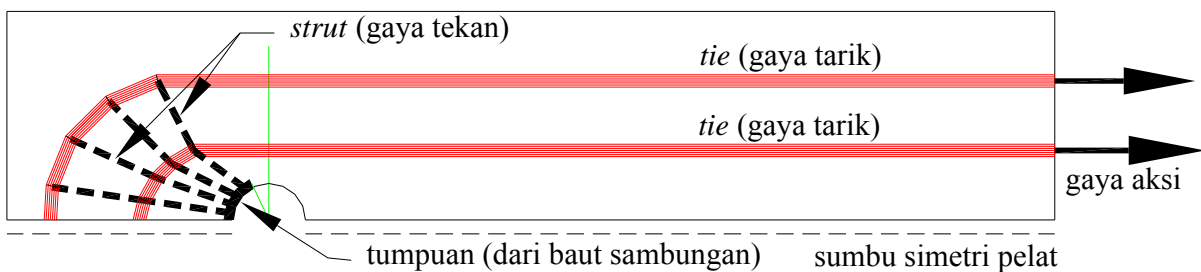 strut (gaya tekan)
tie (gaya tarik)
tie (gaya tarik)
gaya aksi
tumpuan (dari baut sambungan)
sumbu simetri pelat